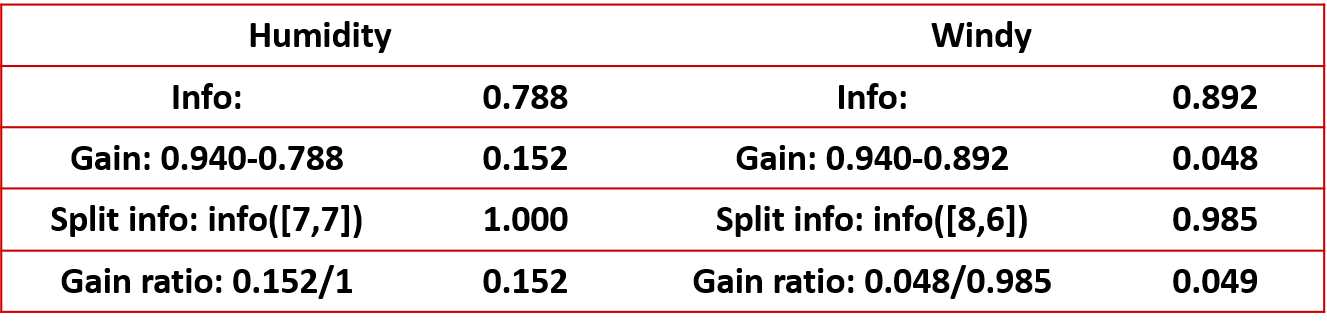 Humidity Windy
Info: 0.788 Info: 0.892
Gain: 0.940-0.788 0.152 Gain: 0.940-0.892 0.048
Split info: info([7,7]) 1.000 Split info: info([8,6]) 0.985
Gain ratio: 0.152/1 0.152 Gain ratio: 0.048/0.985 0.049